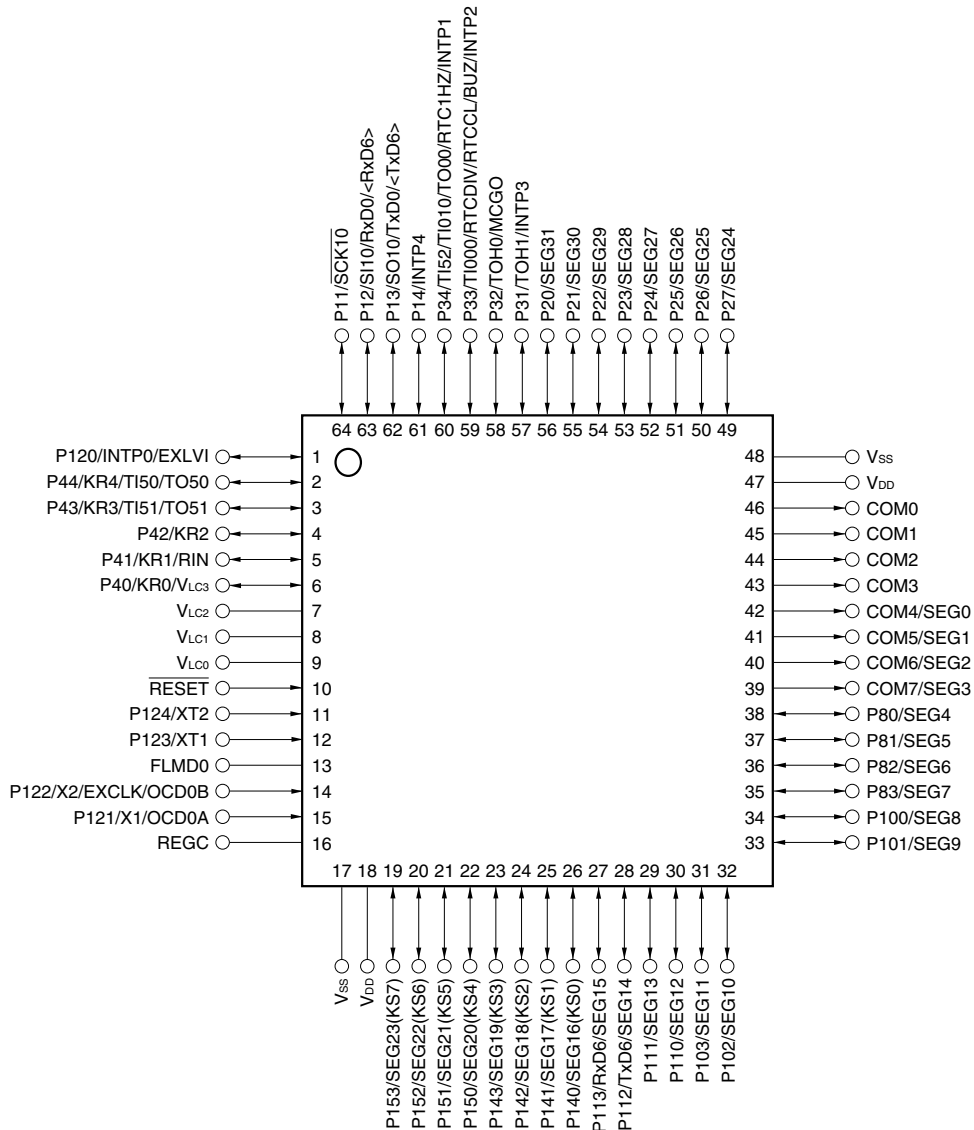 P11/SCK10
P12/SI10/RxD0/<RxD6>
P13/SO10/TxD0/<TxD6>
P14/INTP4
P34/TI52/TI010/TO00/RTC1HZ/INTP1
P33/TI000/RTCDIV/RTCCL/BUZ/INTP2
P32/TOH0/MCGO
P31/TOH1/INTP3
P20/SEG31
P21/SEG30
P22/SEG29
P23/SEG28
P24/SEG27
P25/SEG26
P26/SEG25
P27/SEG24
64 63 62 61 60 59 58 57 56 55 54 53 52 51 50 49
P120/INTP0/EXLVI 1
P44/KR4/TI50/TO50 2
P43/KR3/TI51/TO51 3
P42/KR2 4
P41/KR1/RIN 5
P40/KR0/VLC3 6
VLC2 7
VLC1 8
VLC0 9
RESET 10
P124/XT2 11
P123/XT1 12
FLMD0 13
P122/X2/EXCLK/OCD0B 14
P121/X1/OCD0A 15
REGC 16
48 VSS
47 VDD
46 COM0
45 COM1
44 COM2
43 COM3
42 COM4/SEG0
41 COM5/SEG1
40 COM6/SEG2
39 COM7/SEG3
38 P80/SEG4
37 P81/SEG5
36 P82/SEG6
35 P83/SEG7
34 P100/SEG8
33 P101/SEG9
17 18 19 20 21 22 23 24 25 26 27 28 29 30 31 32
VSS
VDD
P153/SEG23(KS7)
P152/SEG22(KS6)
P151/SEG21(KS5)
P150/SEG20(KS4)
P143/SEG19(KS3)
P142/SEG18(KS2)
P141/SEG17(KS1)
P140/SEG16(KS0)
P113/RxD6/SEG15
P112/TxD6/SEG14
P111/SEG13
P110/SEG12
P103/SEG11
P102/SEG10